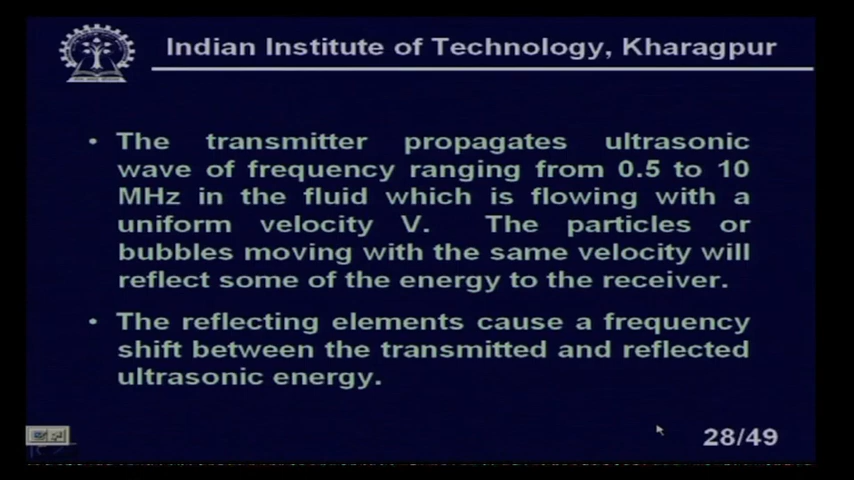 Indian Institute of Technology, Kharagpur
• The transmitter propagates ultrasonic
wave of frequency ranging from 0.5 to 10
MHz in the fluid which is flowing with a
uniform velocity V. The particles or
bubbles moving with the same velocity will
reflect some of the energy to the receiver.
• The reflecting elements cause a frequency
shift between the transmitted and reflected
ultrasonic energy.
28/49